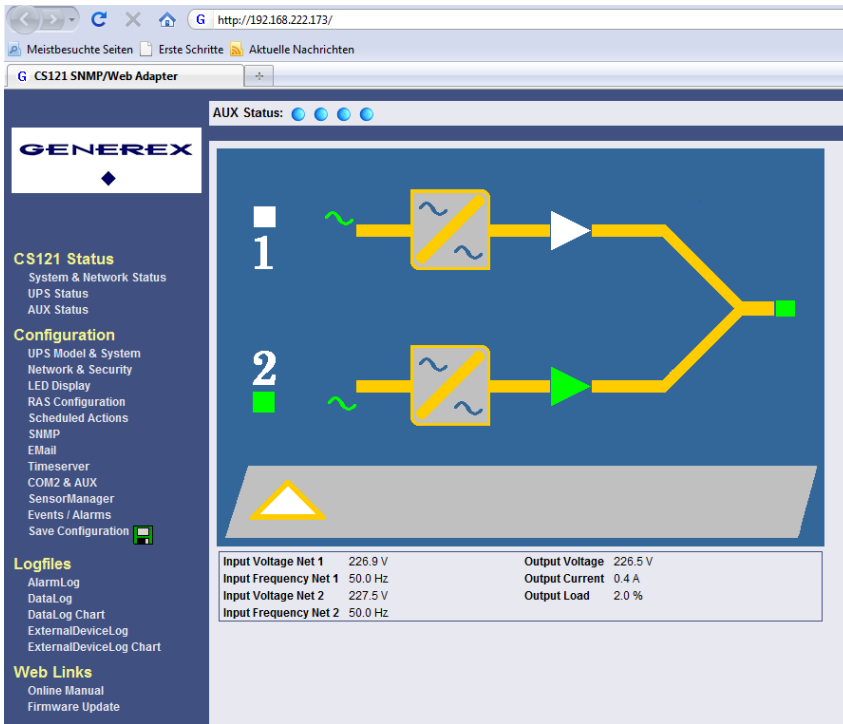 G http://192.168.222.173/
Meistbesuchte Seiten Erste Schritte Aktuelle Nachrichten
G CS121 SNMP/Web Adapter
AUX Status:
GENEREX
CS121 Status
System & Network Status
UPS Status
AUX Status
Configuration
UPS Model & System
Network & Security
LED Display
RAS Configuration
Scheduled Actions
SNMP
EMail
Timeserver
COM2 & AUX
SensorManager
Events / Alarms
Save Configuration
Logfiles
AlarmLog
DataLog
DataLog Chart
ExternalDeviceLog
ExternalDeviceLog Chart
Web Links
Online Manual
Firmware Update
1
2
Input Voltage Net 1 226.9 V Output Voltage 226.5 V
Input Frequency Net 1 50.0 Hz Output Current 0.4 A
Input Voltage Net 2 227.5 V Output Load 2.0 %
Input Frequency Net 2 50.0 Hz